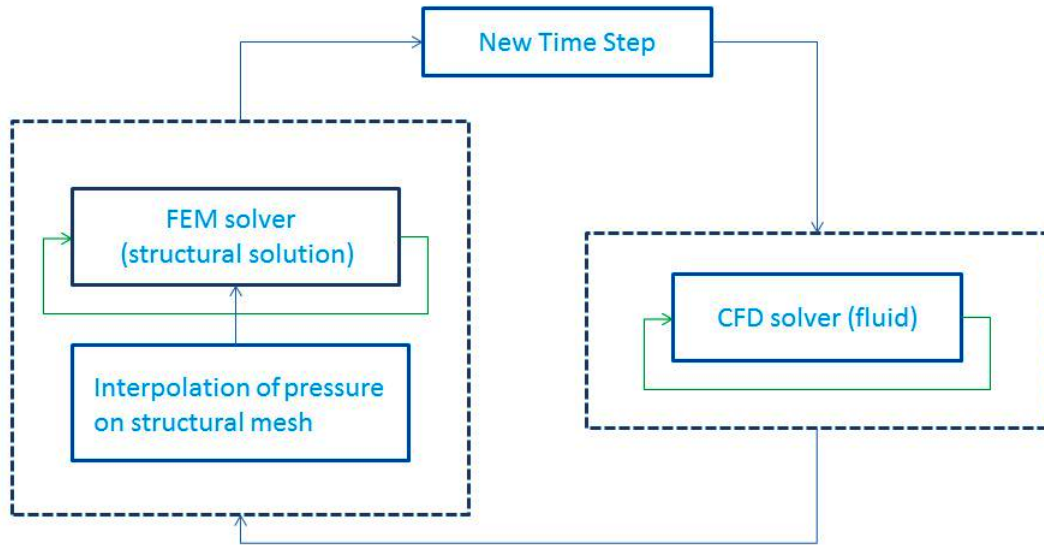 New Time Step
FEM solver
(structural solution)
Interpolation of pressure
on structural mesh
CFD solver (fluid)